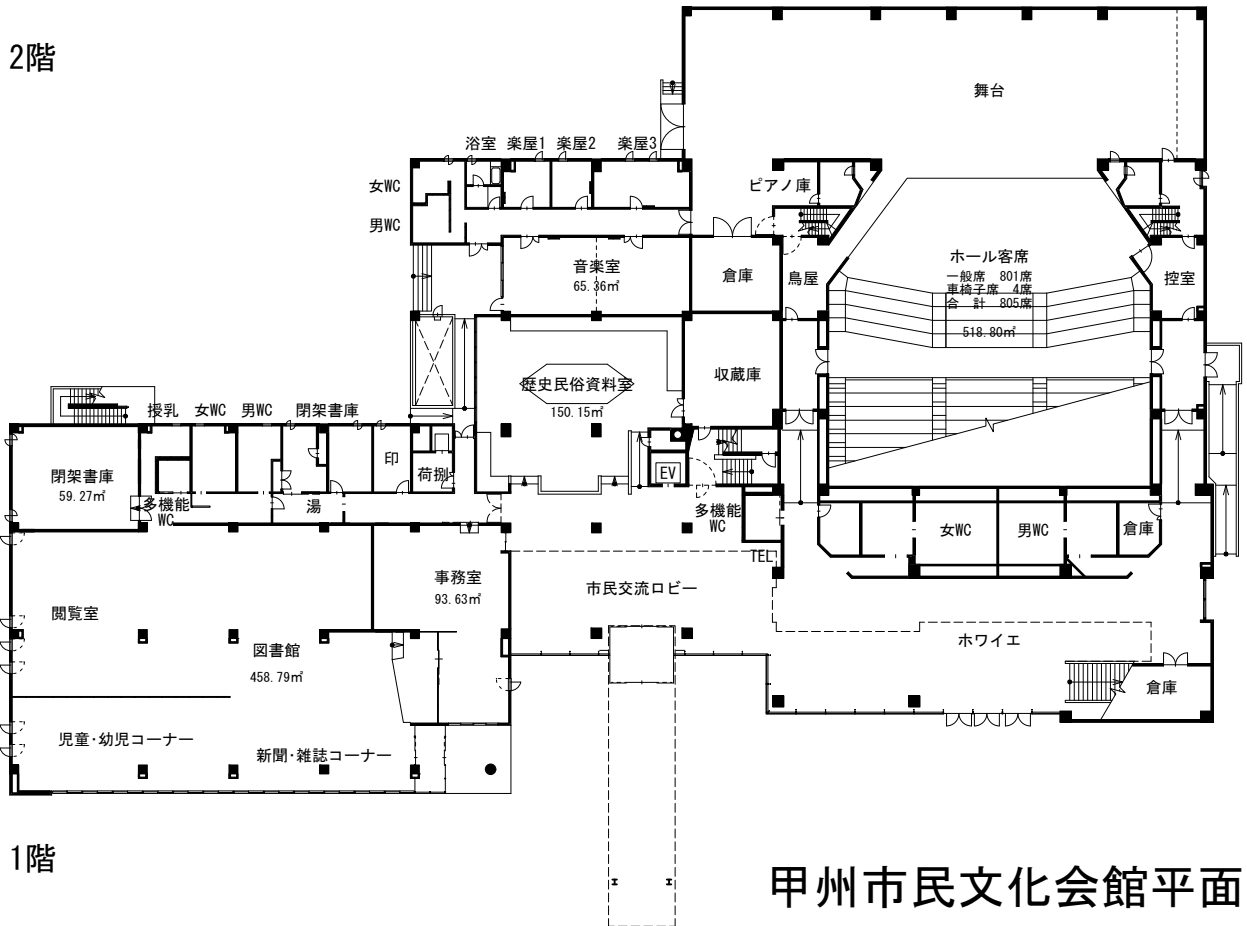 2階
舞台
浴室
楽屋1
楽屋2
楽屋3
女WC
男WC
ピアノ庫
音楽室
65.36㎡
倉庫
鳥屋
ホール客席
一般席 801席
車椅子席 4席
合 計 805席
518.80㎡
控室
歴史民俗資料室
150.15㎡
収蔵庫
授乳
女WC
男WC
閉架書庫
閉架書庫
59.27㎡
印
荷捌
EV
多機能
WC
湯
多機能
WC
TEL
女WC
男WC
倉庫
事務室
93.63㎡
市民交流ロビー
閲覧室
図書館
458.79㎡
ホワイエ
倉庫
児童・幼児コーナー
新聞・雑誌コーナー
1階
甲州市民文化会館平面